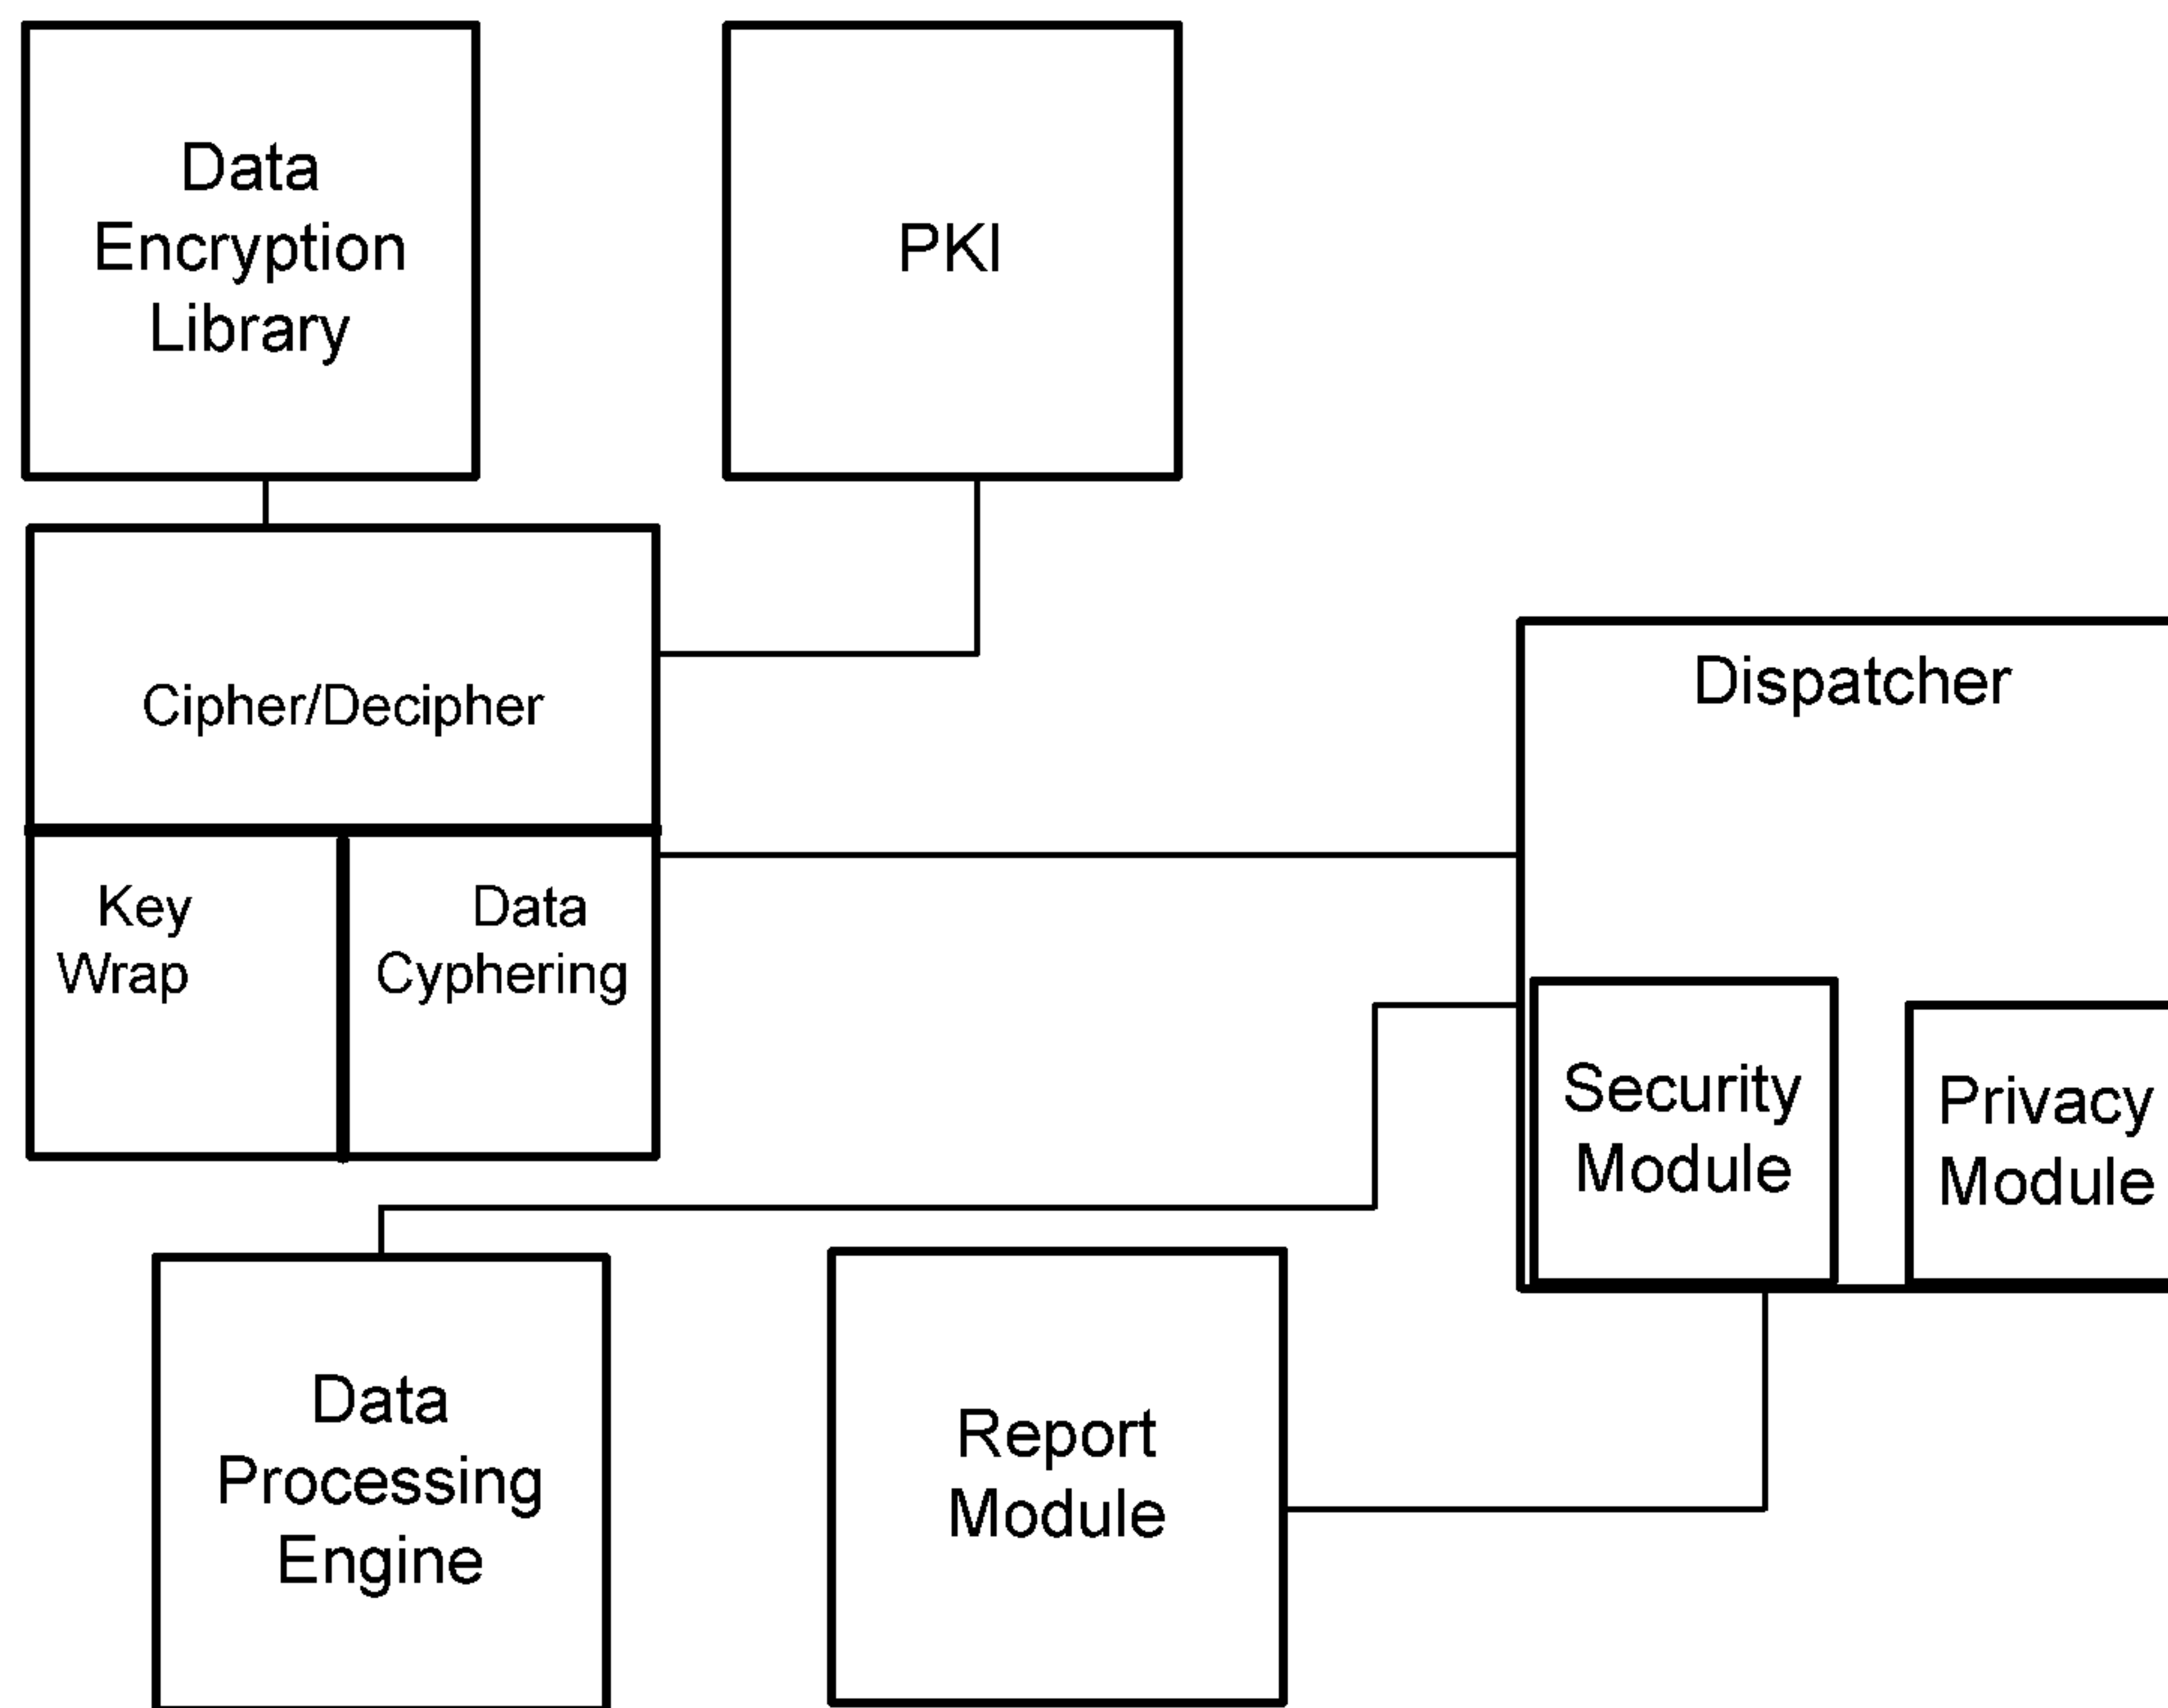 Data
Encryption
Library
PKI
Cipher/Decipher
Dispatcher
Key
Wrap
Data
Cyphering
Security
Module
Privacy
Module
Data
Processing
Engine
Report
Module